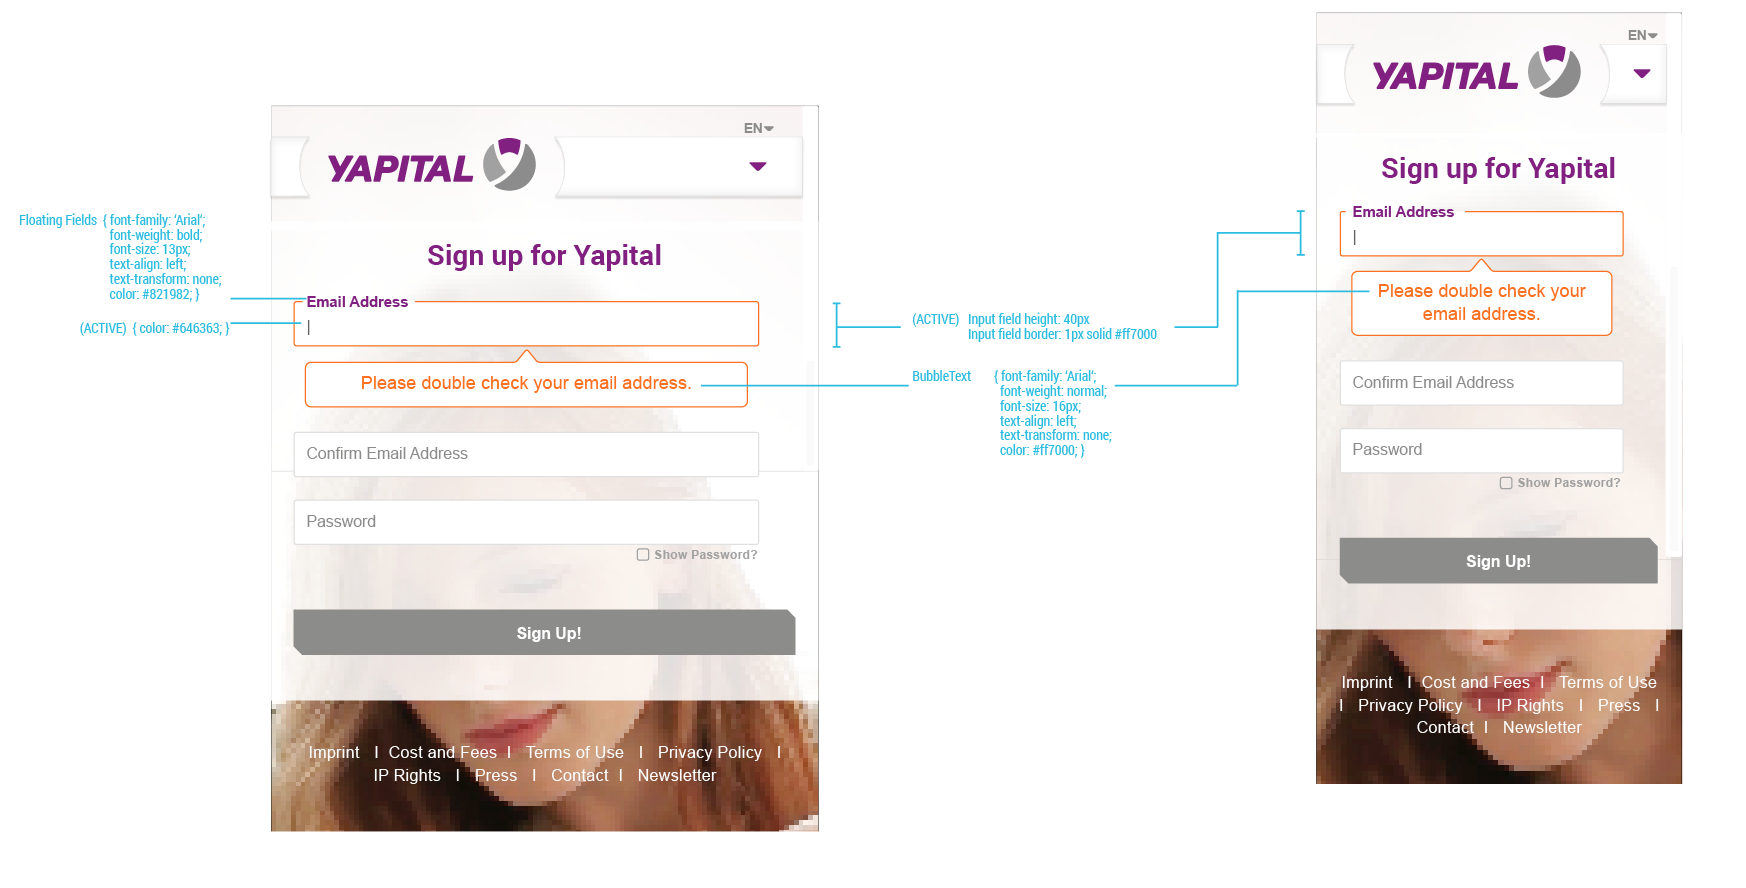 EN
YAPITAL
Sign up for Yapital
Floating Fields { font-family: ‘Arial‘;
font-weight: bold;
font-size: 13px;
text-align: left;
text-transform: none;
color: #821982; }
(ACTIVE) { color: #646363; }
Email Address
Please double check your email address.
Confirm Email Address
Password
Show Password?
Sign Up!
Imprint I Cost and Fees I Terms of Use I Privacy Policy I
IP Rights I Press I Contact I Newsletter
(ACTIVE) Input field height: 40px
Input field border: 1px solid #ff7000
BubbleText { font-family: ‘Arial‘;
font-weight: normal;
font-size: 16px;
text-align: left;
text-transform: none;
color: #ff7000; }
EN
YAPITAL
Sign up for Yapital
Email Address
Please double check your
email address.
Confirm Email Address
Password
Show Password?
Sign Up!
Imprint I Cost and Fees I Terms of Use
I Privacy Policy I IP Rights I Press I
Contact I Newsletter